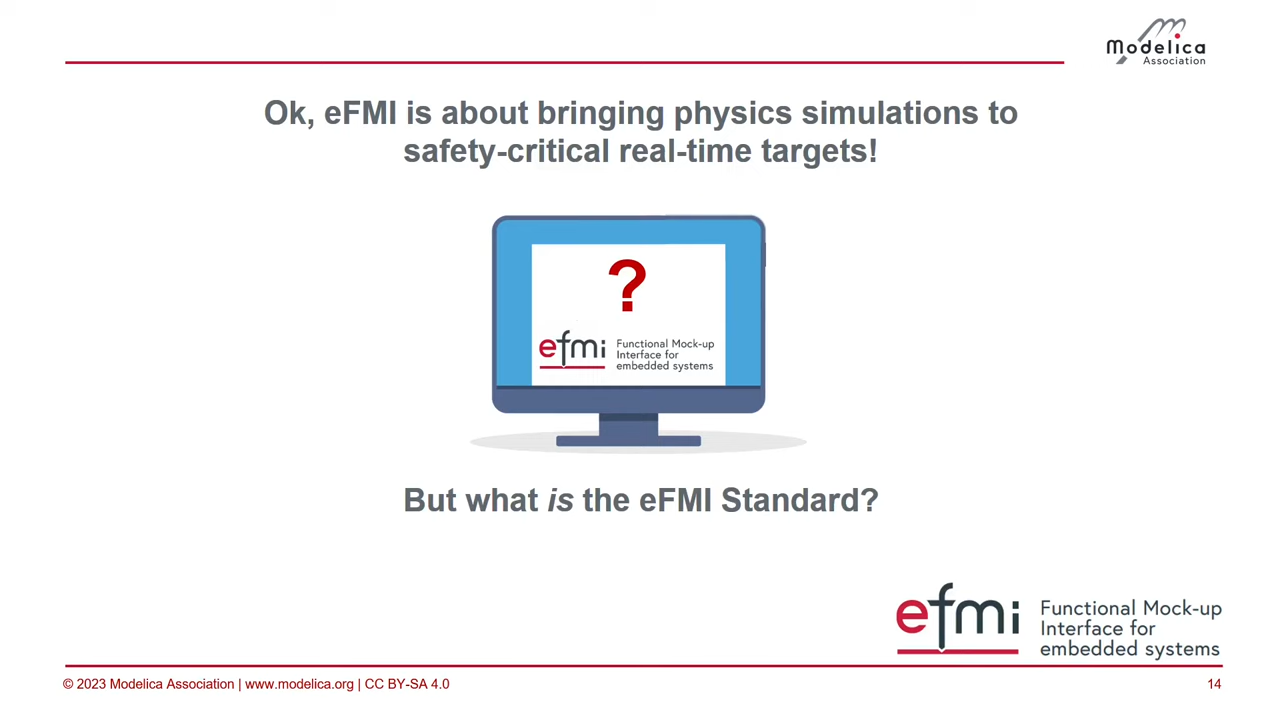 Modelica
Association
Ok, eFMI is about bringing physics simulations to
safety-critical real-time targets!
?
efmi Functional Mock-up
Interface for
embedded systems
But what is the eFMI Standard?
efmi Functional Mock-up
Interface for
embedded systems
© 2023 Modelica Association | www.modelica.org | CC BY-SA 4.0
14